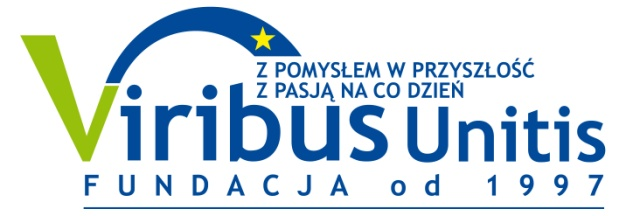 Z POMYSŁEM W PRZYSZŁOŚĆ
Z PASJĄ NA CO DZIEŃ
Viribus Unitis
FUNDACJA od 1997